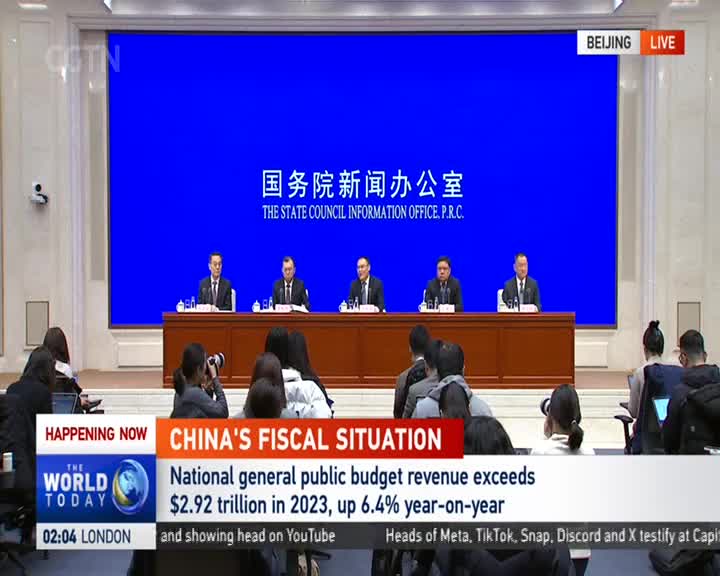 CGTN
BEIJING LIVE
国务院新闻办公室
THE STATE COUNCIL INFORMATION OFFICE, P.R.C.
HAPPENING NOW
CHINA'S FISCAL SITUATION
THE
WORLD
TODAY
National general public budget revenue exceeds
$2.92 trillion in 2023, up 6.4% year-on-year
02:04 LONDON
and showing head on YouTube Heads of Meta, TikTok, Snap, Discord and X testify at Capi